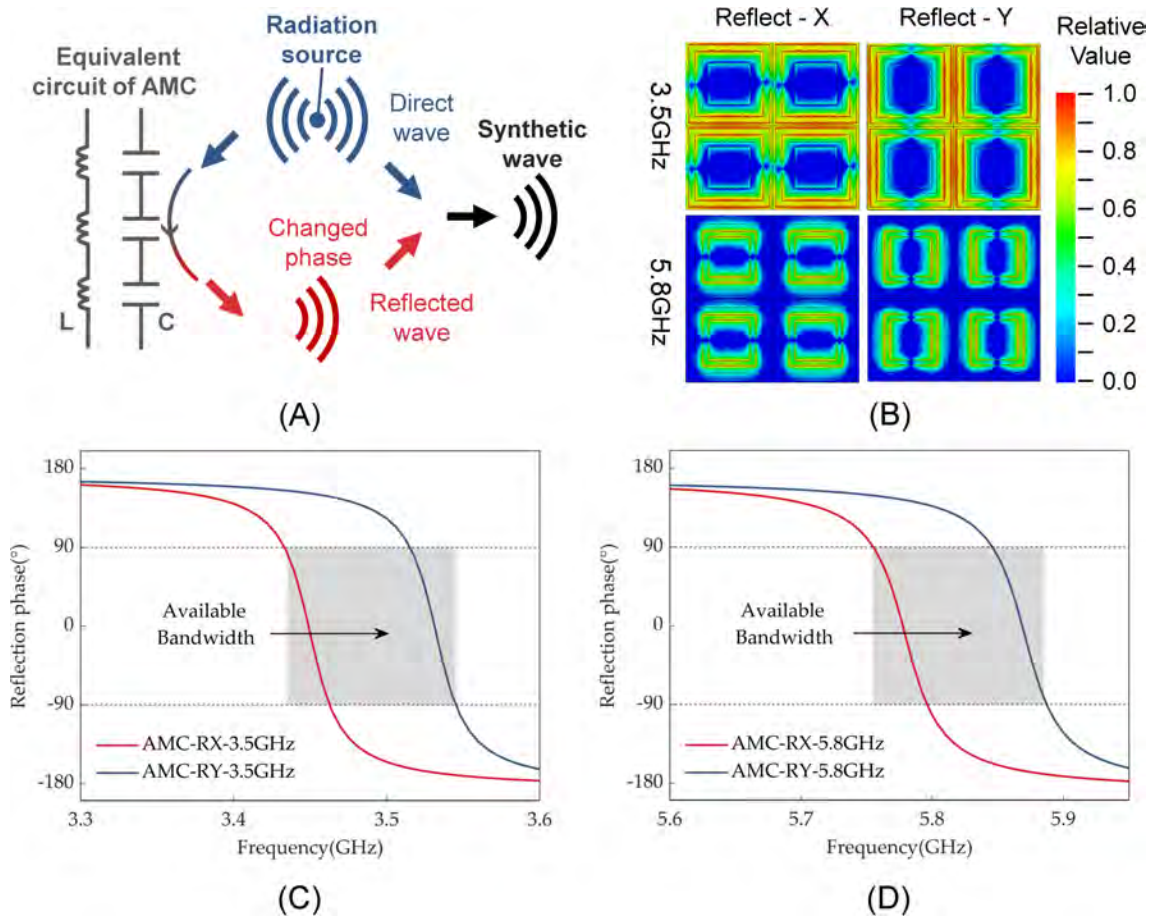 Equivalent
circuit of AMC
Radiation
source
Direct
wave
Synthetic
wave
Changed
phase
Reflected
wave
L
C
(A)
Reflect - X
Reflect - Y
Relative
Value
3.5GHz
5.8GHz
1.0
0.8
0.6
0.4
0.2
0.0
(B)
180
90
0
-90
-180
Reflection phase(°)
Available
Bandwidth
AMC-RX-3.5GHz
AMC-RY-3.5GHz
3.3
3.4
3.5
3.6
Frequency(GHz)
(C)
180
90
0
-90
-180
Reflection phase(°)
Available
Bandwidth
AMC-RX-5.8GHz
AMC-RY-5.8GHz
5.6
5.7
5.8
5.9
Frequency(GHz)
(D)